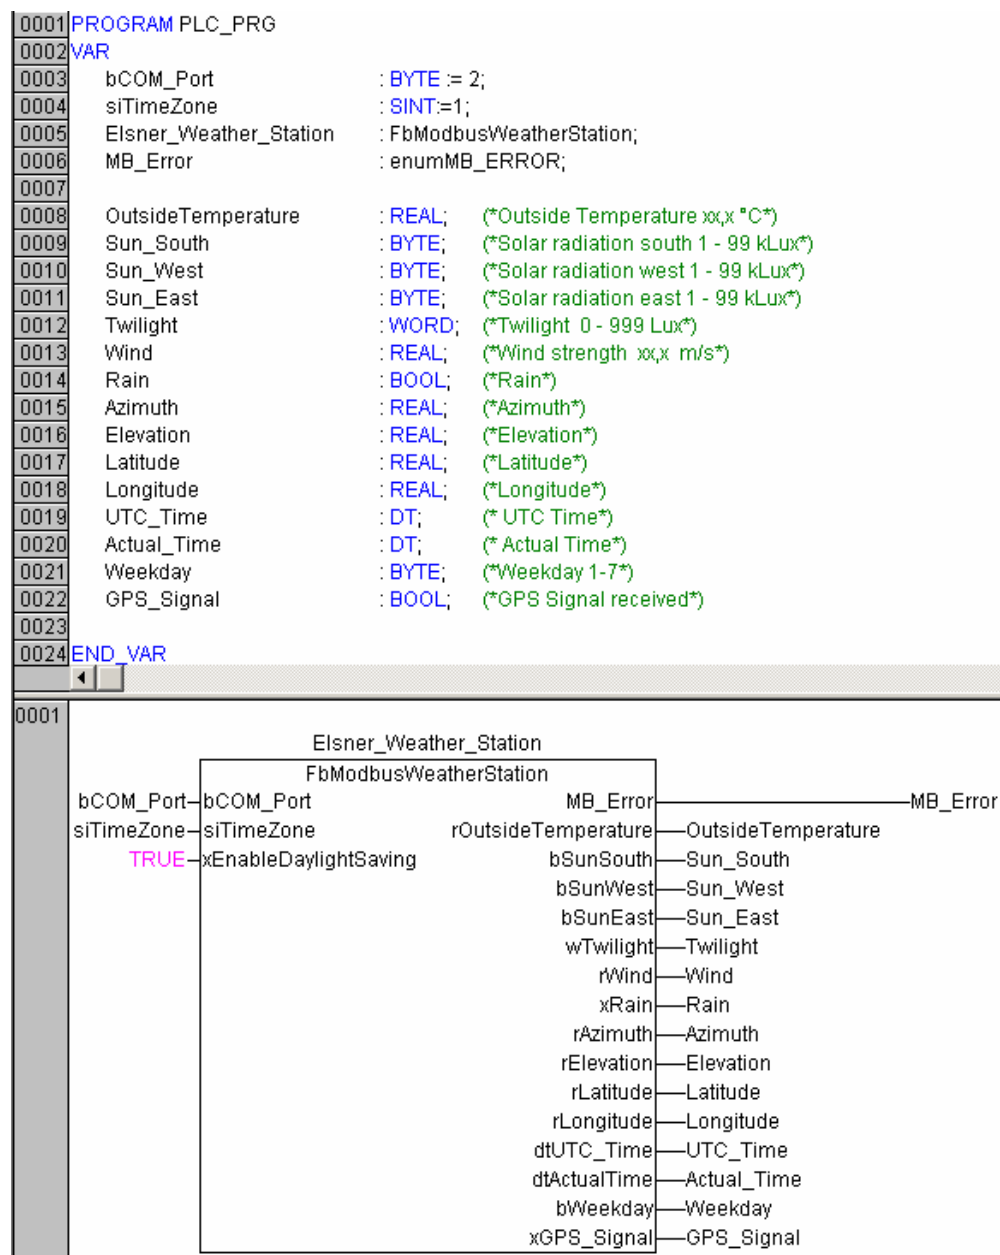 0001 PROGRAM PLC_PRG
0002 VAR
0003 bCOM_Port : BYTE := 2;
0004 siTimeZone : SINT:=1;
0005 Elsner_Weather_Station : FbModbusWeatherStation;
0006 MB_Error : enumMB_ERROR;
0007
0008 OutsideTemperature : REAL; (*Outside Temperature xx,x °C*)
0009 Sun_South : BYTE; (*Solar radiation south 1 - 99 kLux*)
0010 Sun_West : BYTE; (*Solar radiation west 1 - 99 kLux*)
0011 Sun_East : BYTE; (*Solar radiation east 1 - 99 kLux*)
0012 Twilight : WORD; (*Twilight 0 - 999 Lux*)
0013 Wind : REAL; (*Wind strength xx,x m/s*)
0014 Rain : BOOL; (*Rain*)
0015 Azimuth : REAL; (*Azimuth*)
0016 Elevation : REAL; (*Elevation*)
0017 Latitude : REAL; (*Latitude*)
0018 Longitude : REAL; (*Longitude*)
0019 UTC_Time : DT; (* UTC Time*)
0020 Actual_Time : DT; (* Actual Time*)
0021 Weekday : BYTE; (*Weekday 1-7*)
0022 GPS_Signal : BOOL; (*GPS Signal received*)
0023
0024 END_VAR
0001
Elsner_Weather_Station
FbModbusWeatherStation
bCOM_Port bCOM_Port MB_Error MB_Error
siTimeZone siTimeZone rOutsideTemperature OutsideTemperature
TRUE xEnableDaylightSaving bSunSouth Sun_South
bSunWest Sun_West
bSunEast Sun_East
wTwilight Twilight
rWind Wind
xRain Rain
rAzimuth Azimuth
rElevation Elevation
rLatitude Latitude
rLongitude Longitude
dtUTC_Time UTC_Time
dtActualTime Actual_Time
bWeekday Weekday
xGPS_Signal GPS_Signal